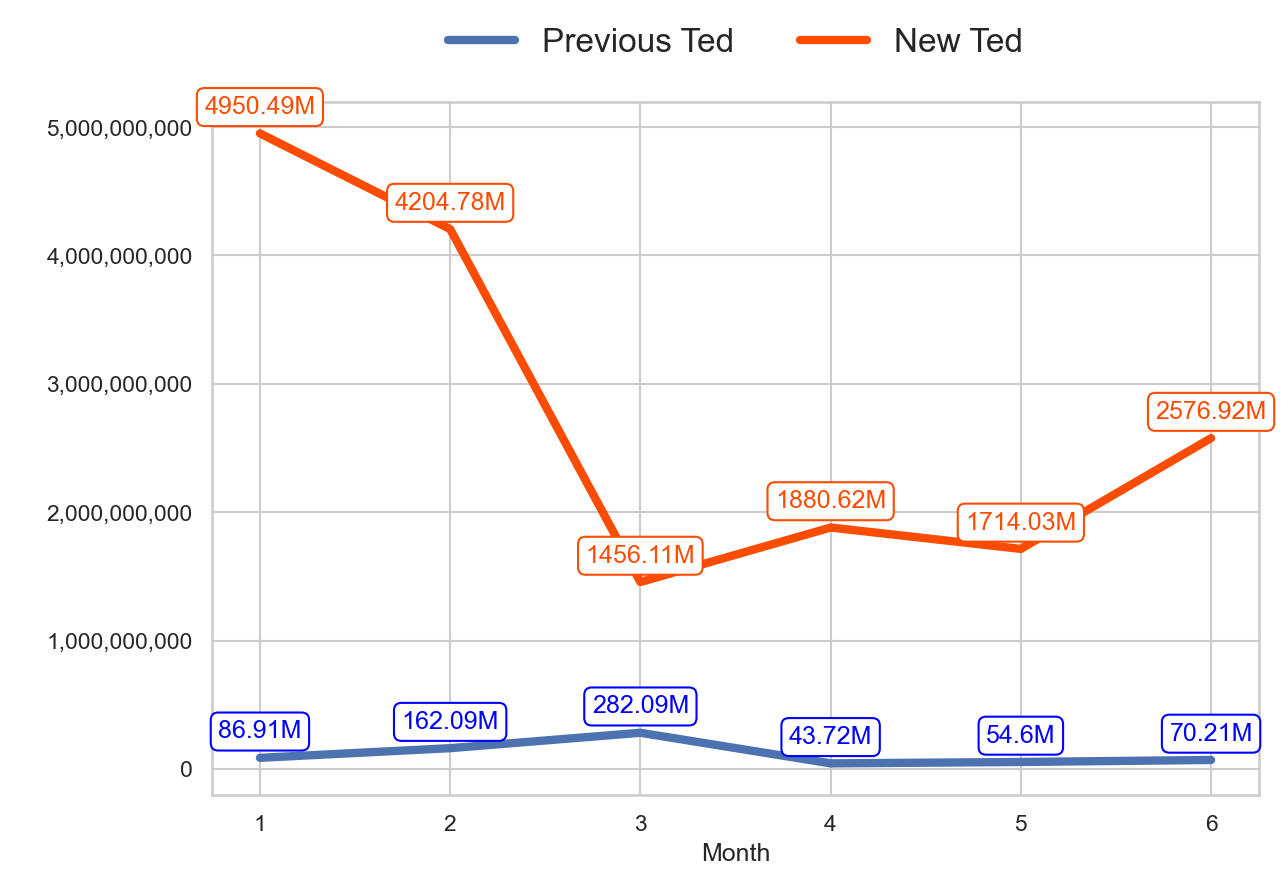 Previous Ted New Ted
4950.49M
5,000,000,000
4204.78M
4,000,000,000
3,000,000,000
2576.92M
2,000,000,000
1880.62M
1714.03M
1456.11M
1,000,000,000
282.09M
162.09M
86.91M
43.72M
54.6M
70.21M
0
1 2 3 4 5 6
Month